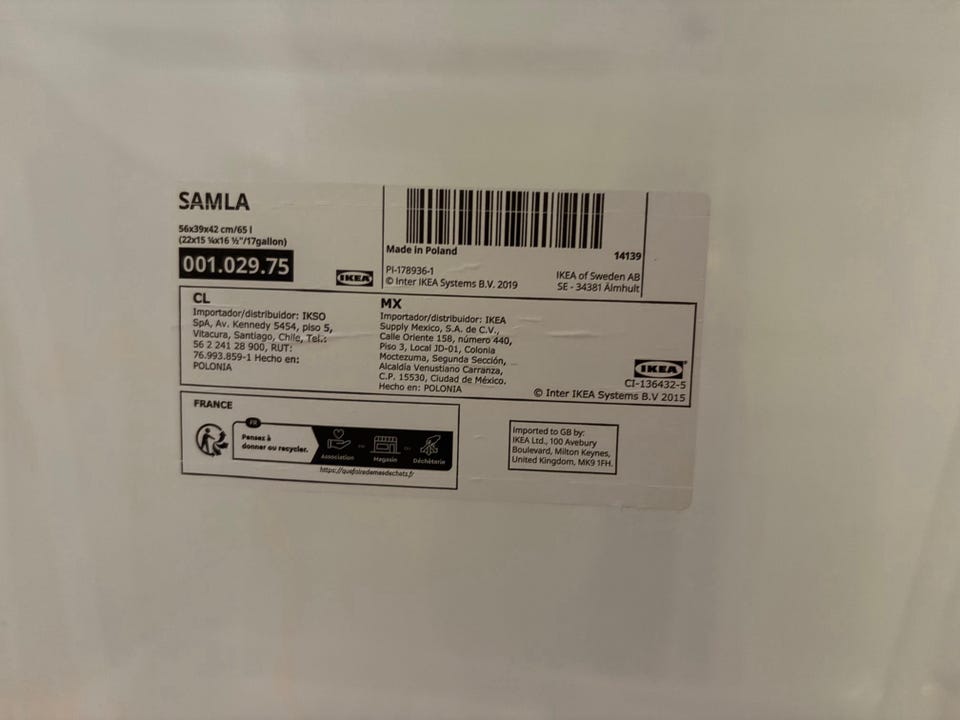 SAMLA
56x39x42 cm/65 l
(22x15 ¼x16 ½"/17gallon)
001.029.75
IKEA
Made in Poland
14139
PI-178936-1
© Inter IKEA Systems B.V. 2019
IKEA of Sweden AB
SE - 34381 Älmhult
CL
Importador/distribuidor: IKSO
SpA, Av. Kennedy 5454, piso 5,
Vitacura, Santiago, Chile, Tel.:
56 2 241 28 900, RUT:
76.993.859-1 Hecho en:
POLONIA
MX
Importador/distribuidor: IKEA
Supply Mexico, S.A. de C.V.,
Calle Oriente 158, número 440,
Piso 3, Local JD-01, Colonia
Moctezuma, Segunda Sección,
Alcaldía Venustiano Carranza,
C.P. 15530, Ciudad de México.
Hecho en: POLONIA
IKEA
CI-136432-5
© Inter IKEA Systems B.V 2015
FRANCE
FR
Pensez à
donner ou recycler.
Association
Magasin
Déchèterie
https://quefairedemesdechets.fr
Imported to GB by:
IKEA Ltd., 100 Avebury
Boulevard, Milton Keynes,
United Kingdom, MK9 1FH.